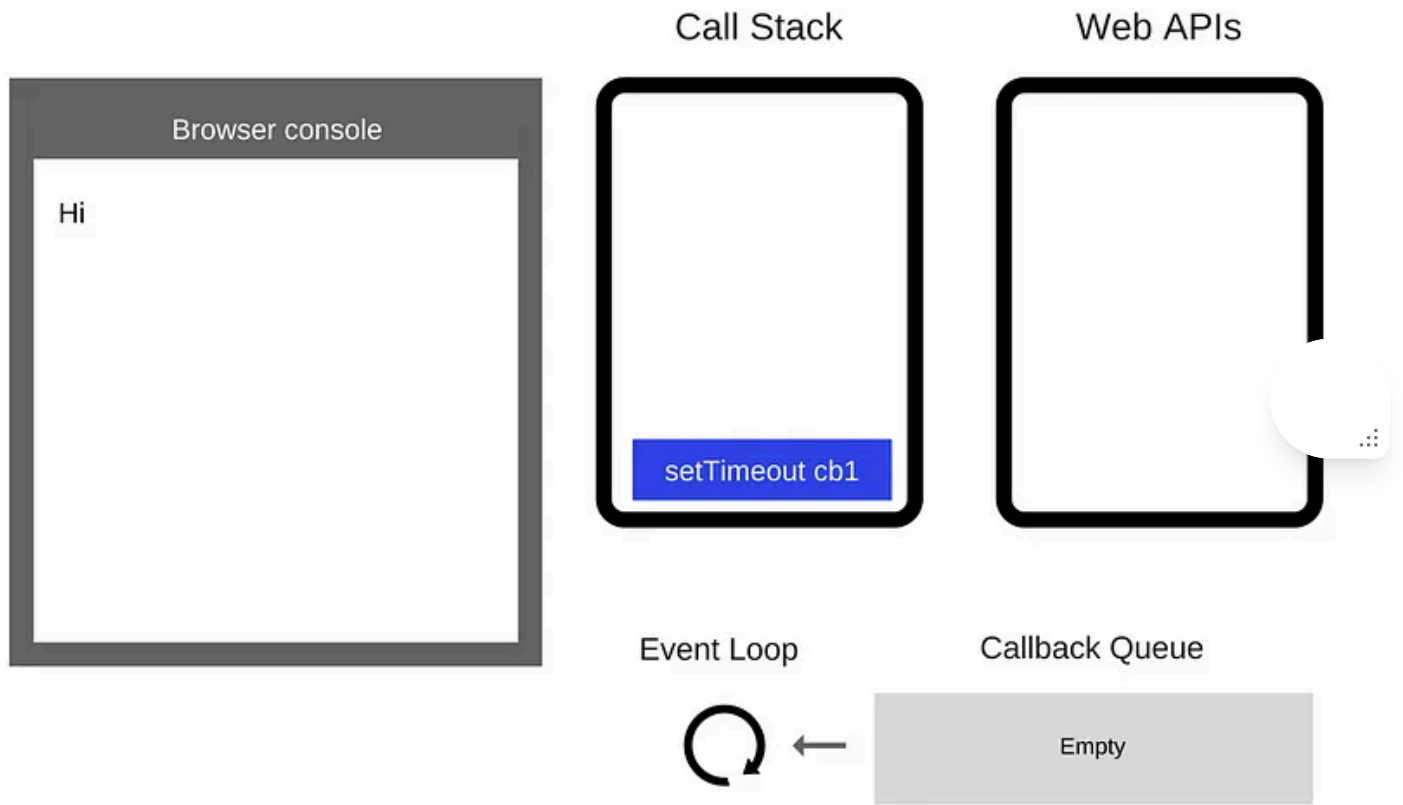 Call Stack
Web APIs
Browser console
Hi
setTimeout cb1
Event Loop
Callback Queue
Empty